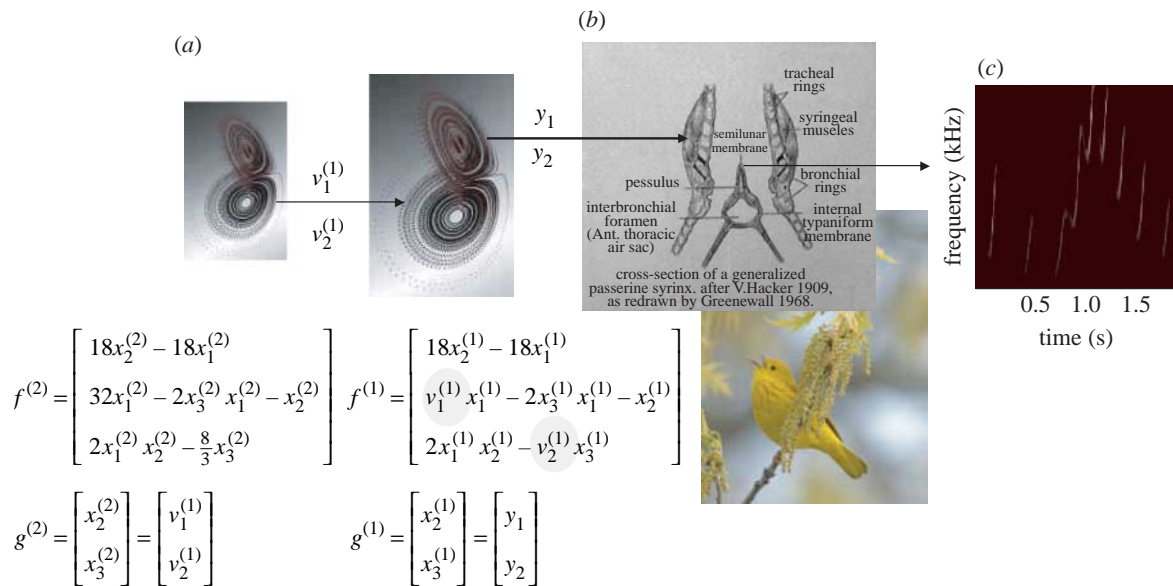 (a)
(b)
(c)
v_1^{(1)}
v_2^{(1)}
y_1
y_2
tracheal
rings
syringeal
museles
semilunar
membrane
pessulus
bronchial
rings
interbronchial
foramen
(Ant. thoracic
air sac)
internal
typaniform
membrane
cross-section of a generalized
passerine syrinx. after V.Hacker 1909,
as redrawn by Greenewall 1968.
frequency (kHz)
0.5 1.0 1.5
time (s)
f^{(2)} = [ 18x_2^{(2)} – 18x_1^{(2)}
32x_1^{(2)} – 2x_3^{(2)} x_1^{(2)} – x_2^{(2)}
2x_1^{(2)} x_2^{(2)} – 8/3 x_3^{(2)} ]
f^{(1)} = [ 18x_2^{(1)} – 18x_1^{(1)}
v_1^{(1)} x_1^{(1)} – 2x_3^{(1)} x_1^{(1)} – x_2^{(1)}
2x_1^{(1)} x_2^{(1)} – v_2^{(1)} x_3^{(1)} ]
g^{(2)} = [ x_2^{(2)} x_3^{(2)} ] = [ v_1^{(1)} v_2^{(1)} ]
g^{(1)} = [ x_2^{(1)} x_3^{(1)} ] = [ y_1 y_2 ]